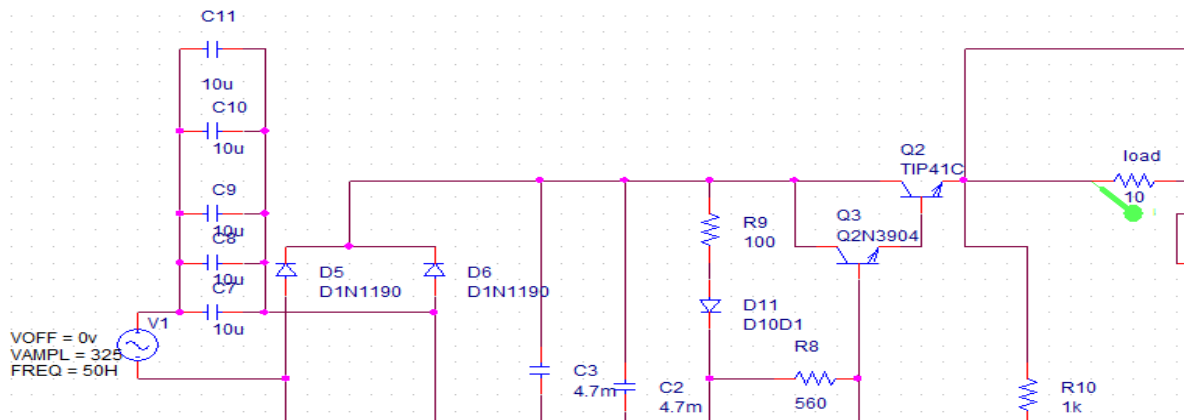 C11
10u
C10
10u
C9
10u
C8
10u
C7
10u
V1
VOFF = 0v
VAMPL = 325
FREQ = 50H
D5
D1N1190
D6
D1N1190
C3
4.7m
C2
4.7m
R9
100
D11
D10D1
R8
560
Q2
TIP41C
Q3
Q2N3904
load
10
R10
1k